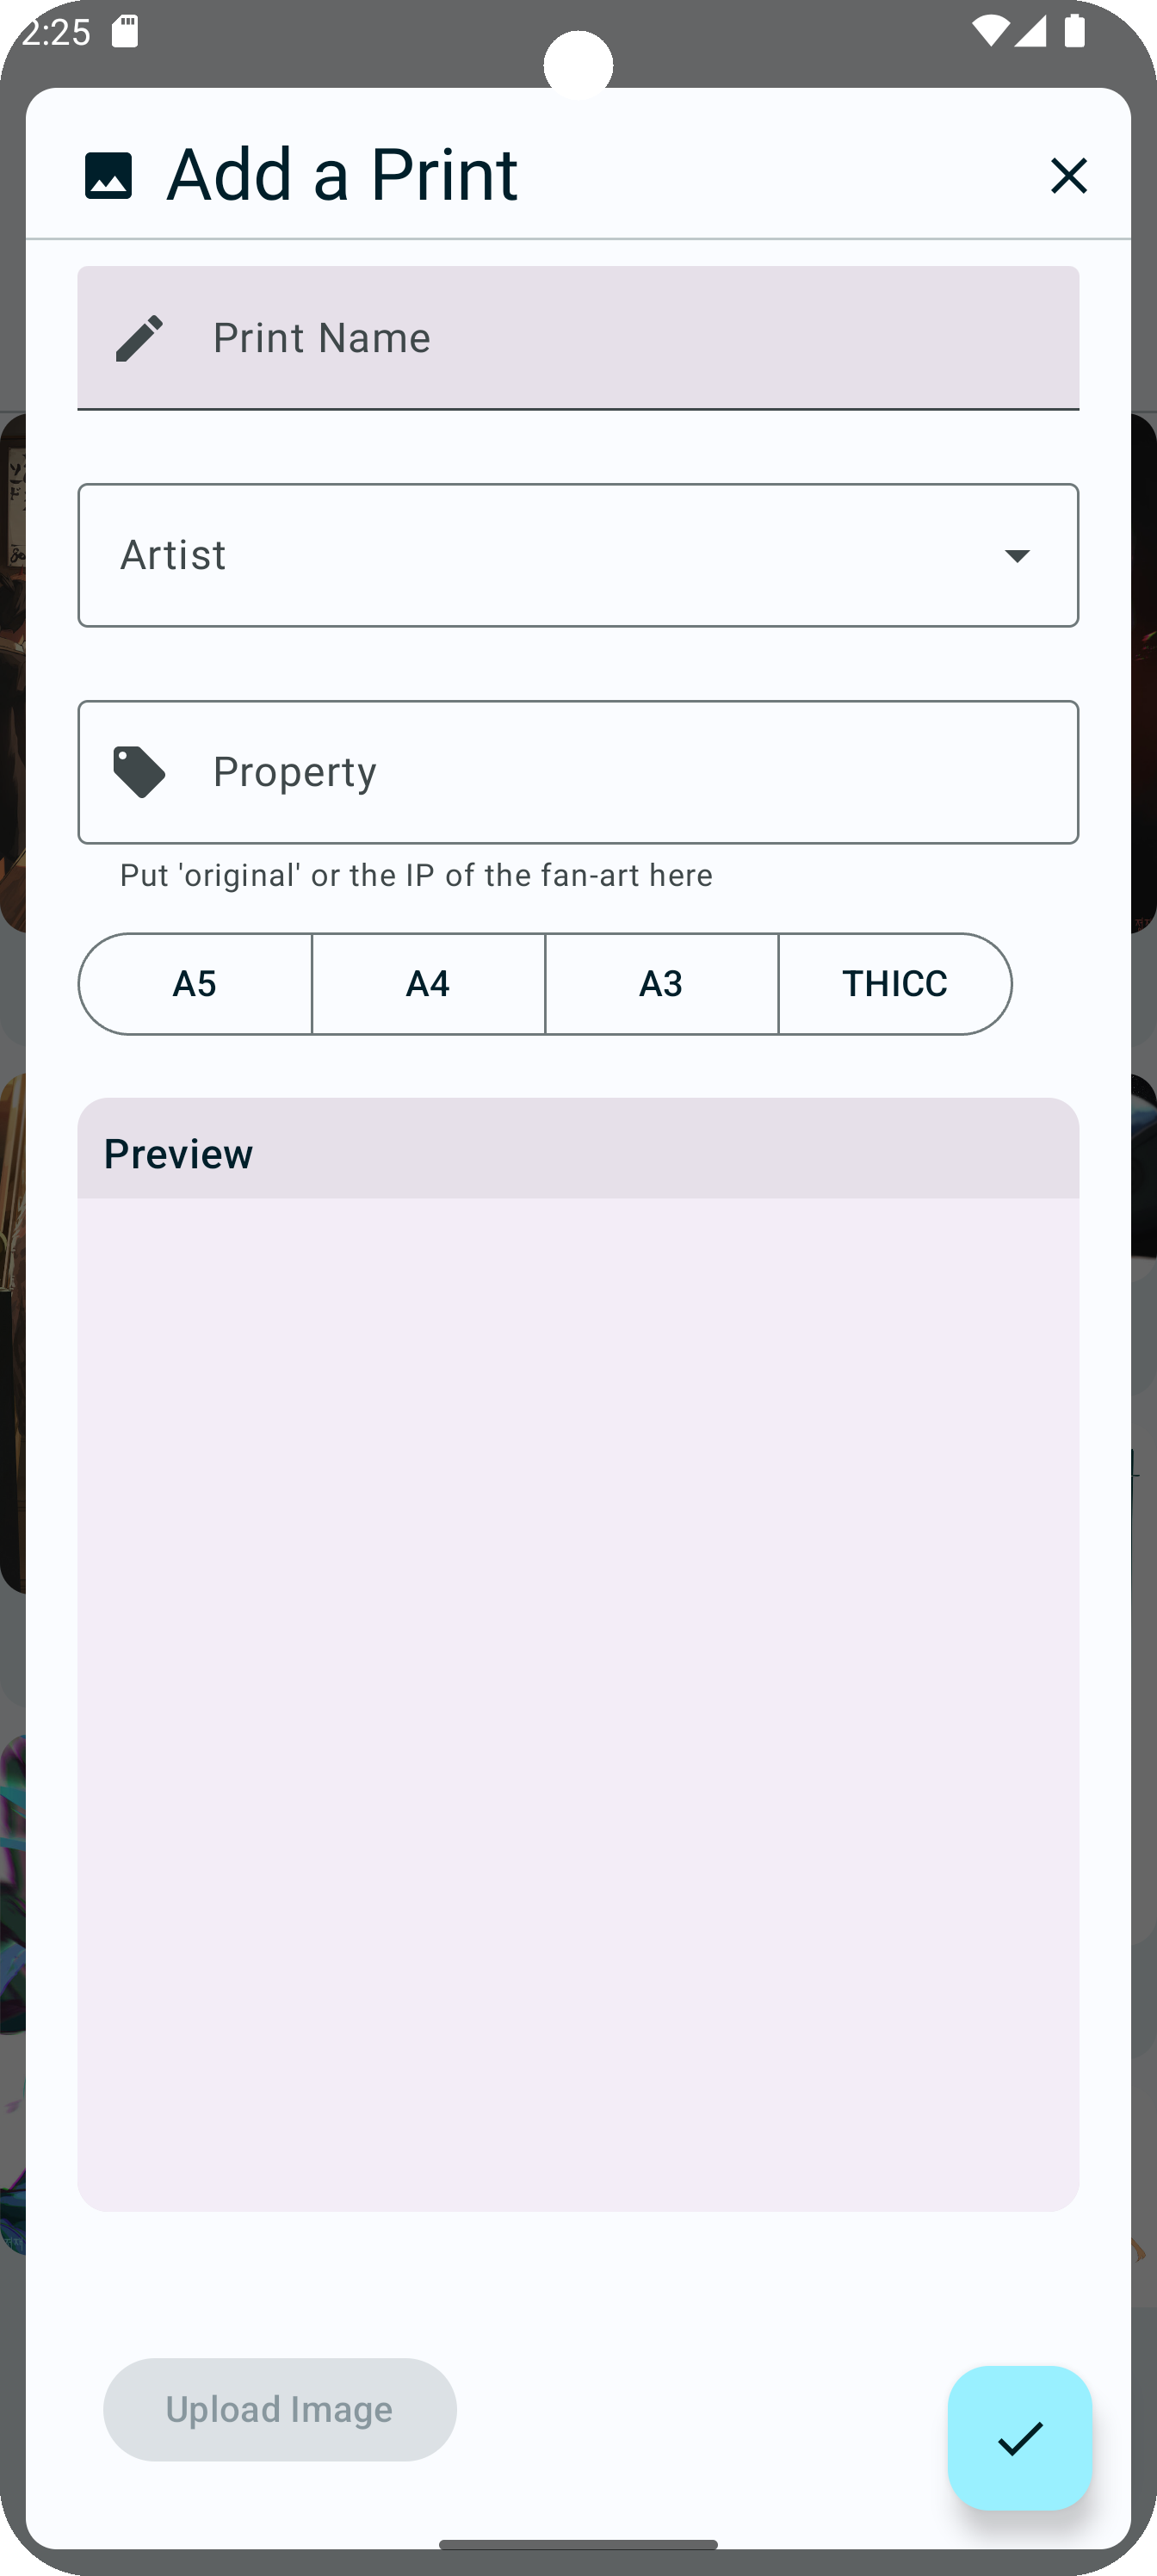 2:25
Add a Print
Print Name
Artist
Property
Put 'original' or the IP of the fan-art here
A5
A4
A3
THICC
Preview
Upload Image